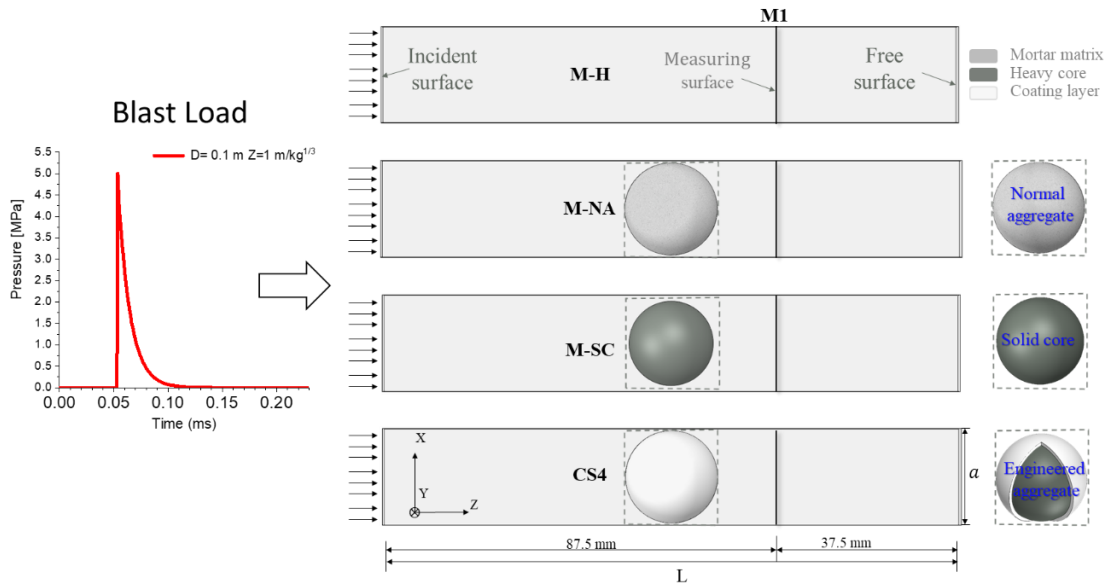 Blast Load
D= 0.1 m Z=1 m/kg^1/3
Pressure [MPa]
5.5
5.0
4.5
4.0
3.5
3.0
2.5
2.0
1.5
1.0
0.5
0.0
0.00 0.05 0.10 0.15 0.20
Time (ms)
M1
Incident
surface
M-H
Measuring
surface
Free
surface
Mortar matrix
Heavy core
Coating layer
M-NA
Normal
aggregate
M-SC
Solid core
X
Y
Z
CS4
a
Engineered
aggregate
87.5 mm
37.5 mm
L